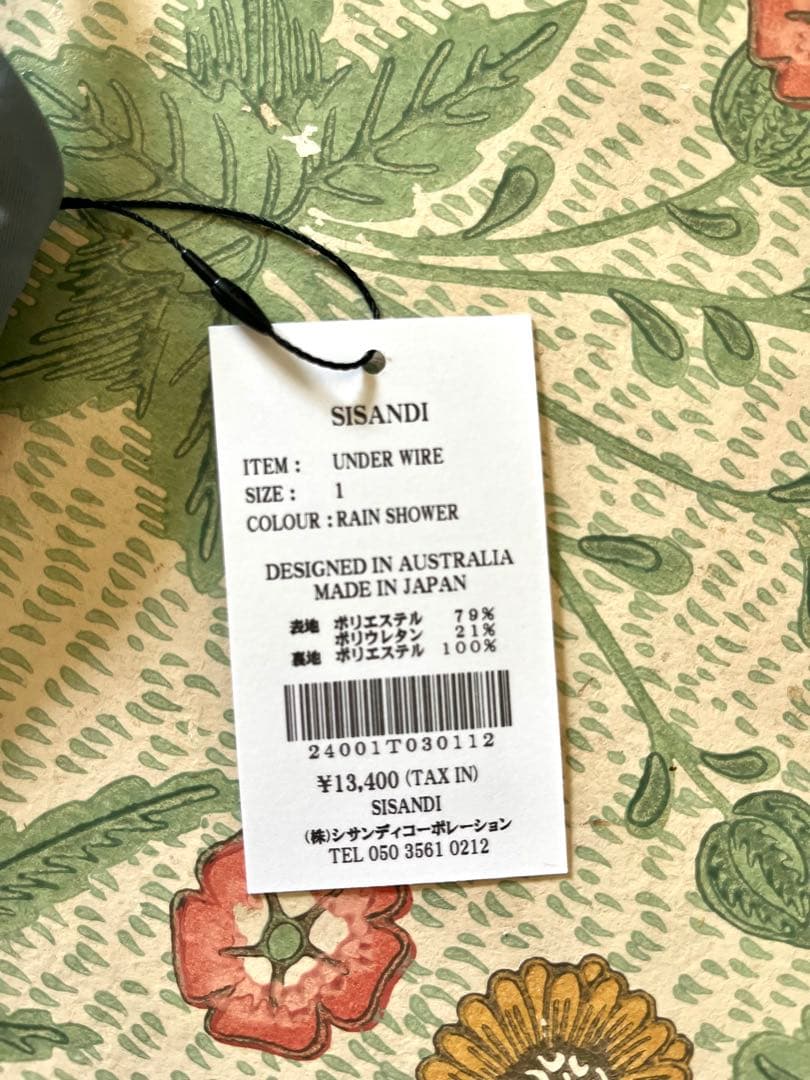 SISANDI
ITEM : UNDER WIRE
SIZE : 1
COLOUR : RAIN SHOWER
DESIGNED IN AUSTRALIA
MADE IN JAPAN
表地 ポリエステル 79%
ポリウレタン 21%
裏地 ポリエステル 100%
24001T030112
¥13,400 (TAX IN)
SISANDI
(株)シサンディコーポレーション
TEL 050 3561 0212